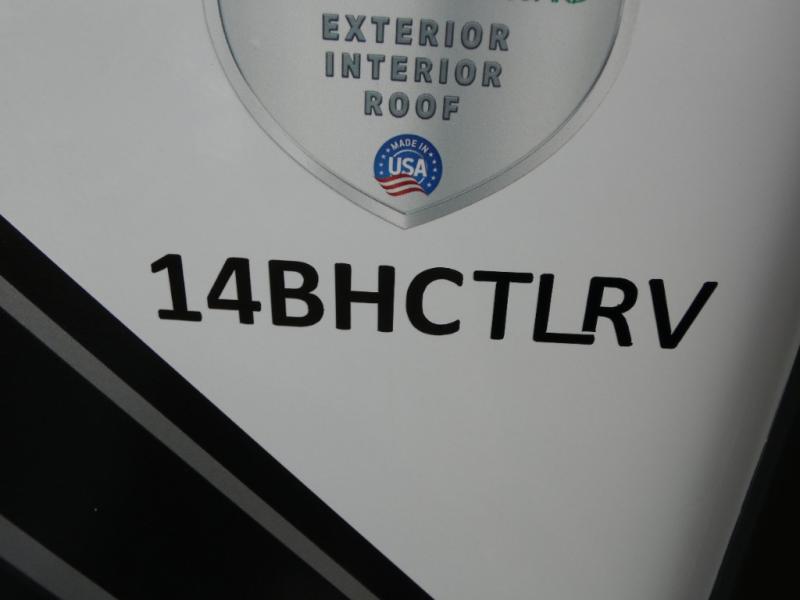 EXTERIOR
INTERIOR
ROOF
MADE IN
USA
14BHCTLRV